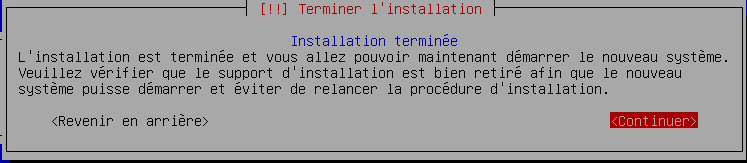 [!!] Terminer l'installation
Installation terminée
L'installation est terminée et vous allez pouvoir maintenant démarrer le nouveau système.
Veuillez vérifier que le support d'installation est bien retiré afin que le nouveau
système puisse démarrer et éviter de relancer la procédure d'installation.
<Revenir en arrière> <Continuer>